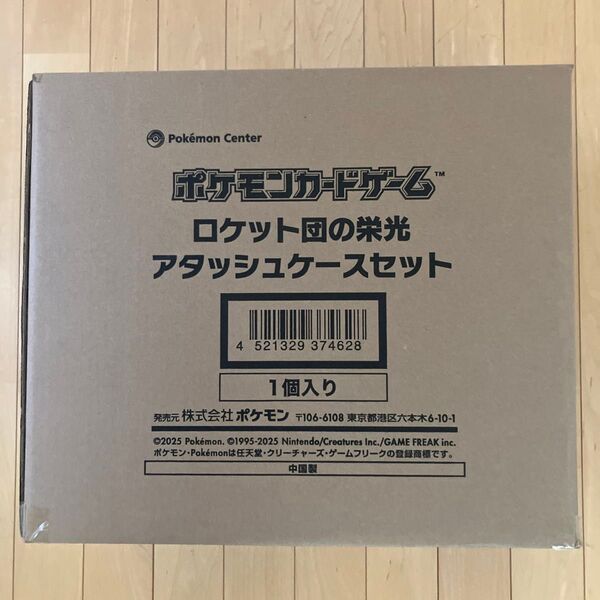 Pokémon Center
ポケモンカードゲーム™
ロケット団の栄光
アタッシュケースセット
4 521329 374628
1個入り
発売元 株式会社 ポケモン 〒106-6108 東京都港区六本木6-10-1
©2025 Pokémon. ©1995-2025 Nintendo/Creatures Inc./GAME FREAK inc.
ポケモン・Pokémonは任天堂・クリーチャーズ・ゲームフリークの登録商標です。
中国製